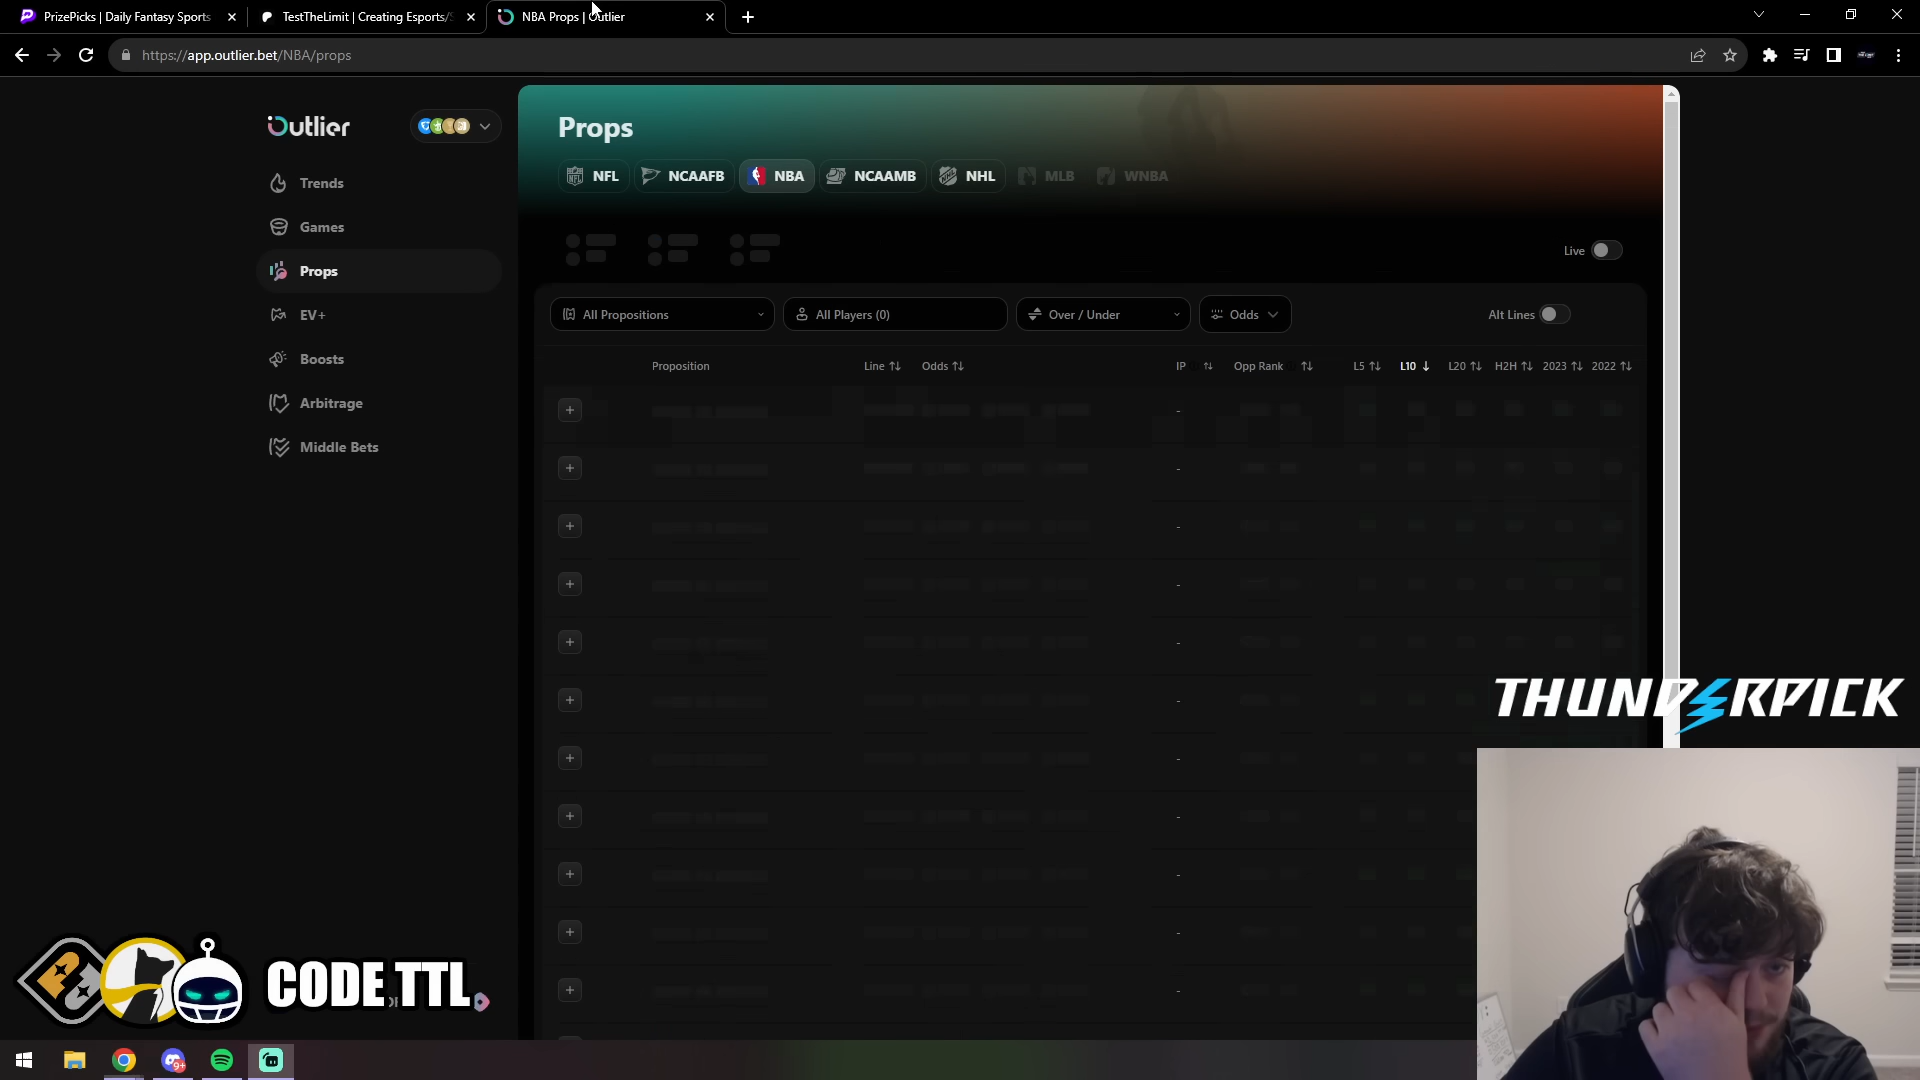 PrizePicks | Daily Fantasy Sports
TestTheLimit | Creating Esports/S
NBA Props | Outlier
https://app.outlier.bet/NBA/props
Outlier
Trends
Games
Props
EV+
Boosts
Arbitrage
Middle Bets
Props
NFL
NCAAFB
NBA
NCAAMB
NHL
MLB
WNBA
Live
All Propositions
All Players (0)
Over / Under
Odds
Alt Lines
Proposition
Line
Odds
IP
Opp Rank
L5
L10
L20
H2H
2023
2022
THUNDERPICK
CODE TTL
9+